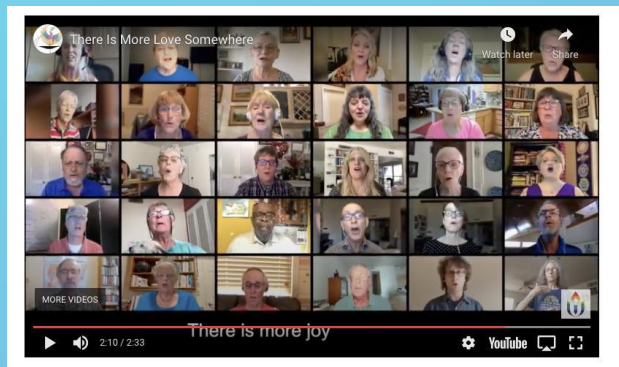 There Is More Love Somewhere
Watch later
Share
MORE VIDEOS
There is more joy
2:10 / 2:33
YouTube